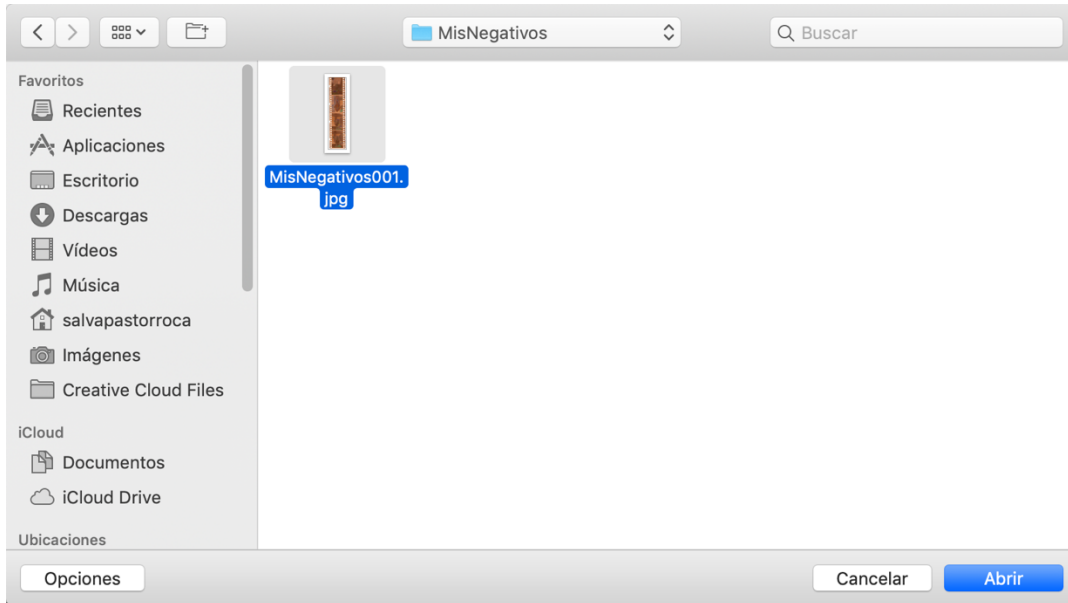 MisNegativos
Buscar
Favoritos
Recientes
Aplicaciones
Escritorio
Descargas
Vídeos
Música
salvapastorroca
Imágenes
Creative Cloud Files
iCloud
Documentos
iCloud Drive
Ubicaciones
MisNegativos001.
jpg
Opciones
Cancelar
Abrir